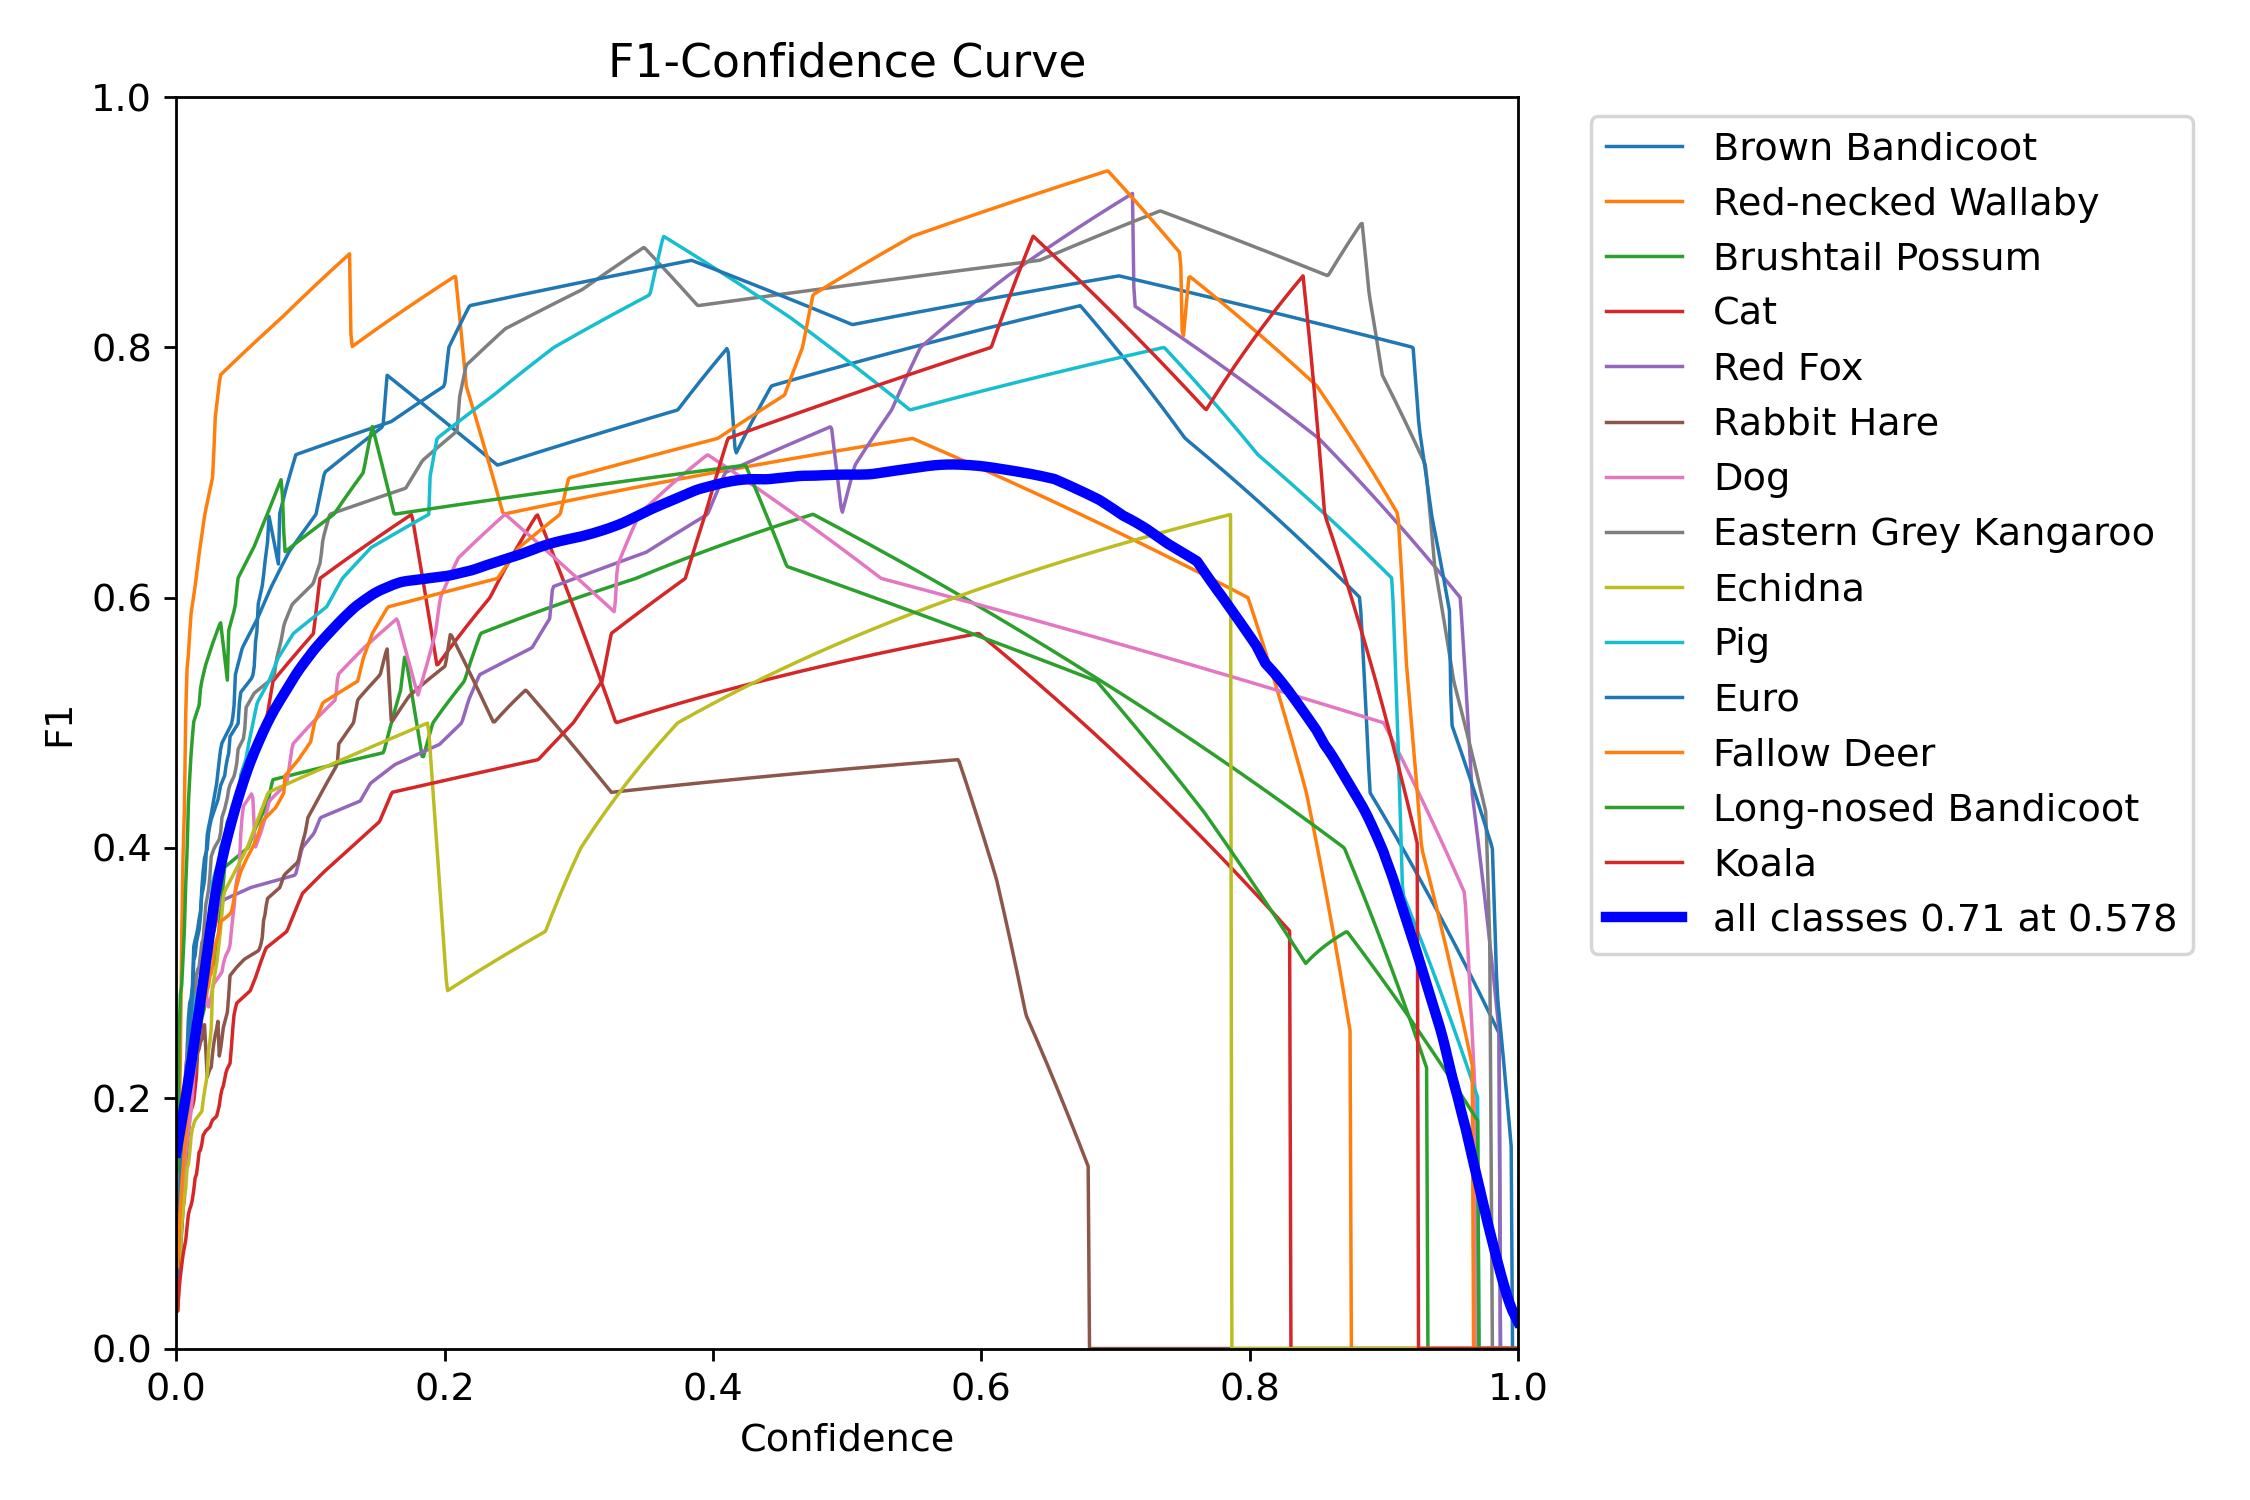 F1-Confidence Curve
1.0
0.8
0.6
0.4
0.2
0.0
F1
0.0 0.2 0.4 0.6 0.8 1.0
Confidence
Brown Bandicoot
Red-necked Wallaby
Brushtail Possum
Cat
Red Fox
Rabbit Hare
Dog
Eastern Grey Kangaroo
Echidna
Pig
Euro
Fallow Deer
Long-nosed Bandicoot
Koala
all classes 0.71 at 0.578